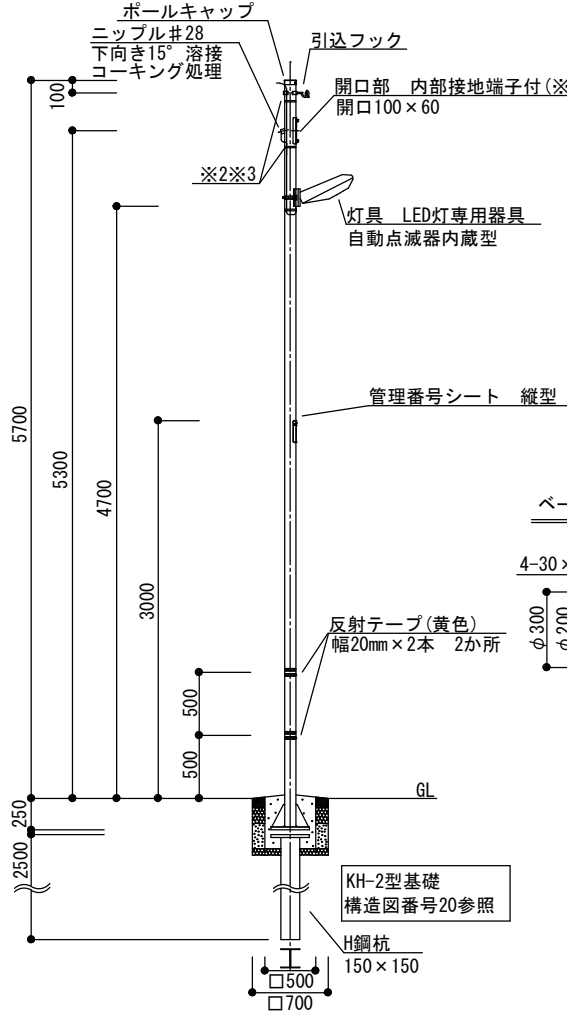 ポールキャップ
ニップル＃28
下向き15° 溶接
コーキング処理
引込フック
開口部　内部接地端子付(※
開口100×60
100
※2※3
灯具　LED灯専用器具
自動点滅器内蔵型
管理番号シート　縦型
5700
5300
4700
3000
ベー
4-30×
φ300
φ200
反射テープ(黄色)
幅20mm×2本　2か所
500
500
GL
250
2500
KH-2型基礎
構造図番号20参照
H鋼杭
150×150
□500
□700